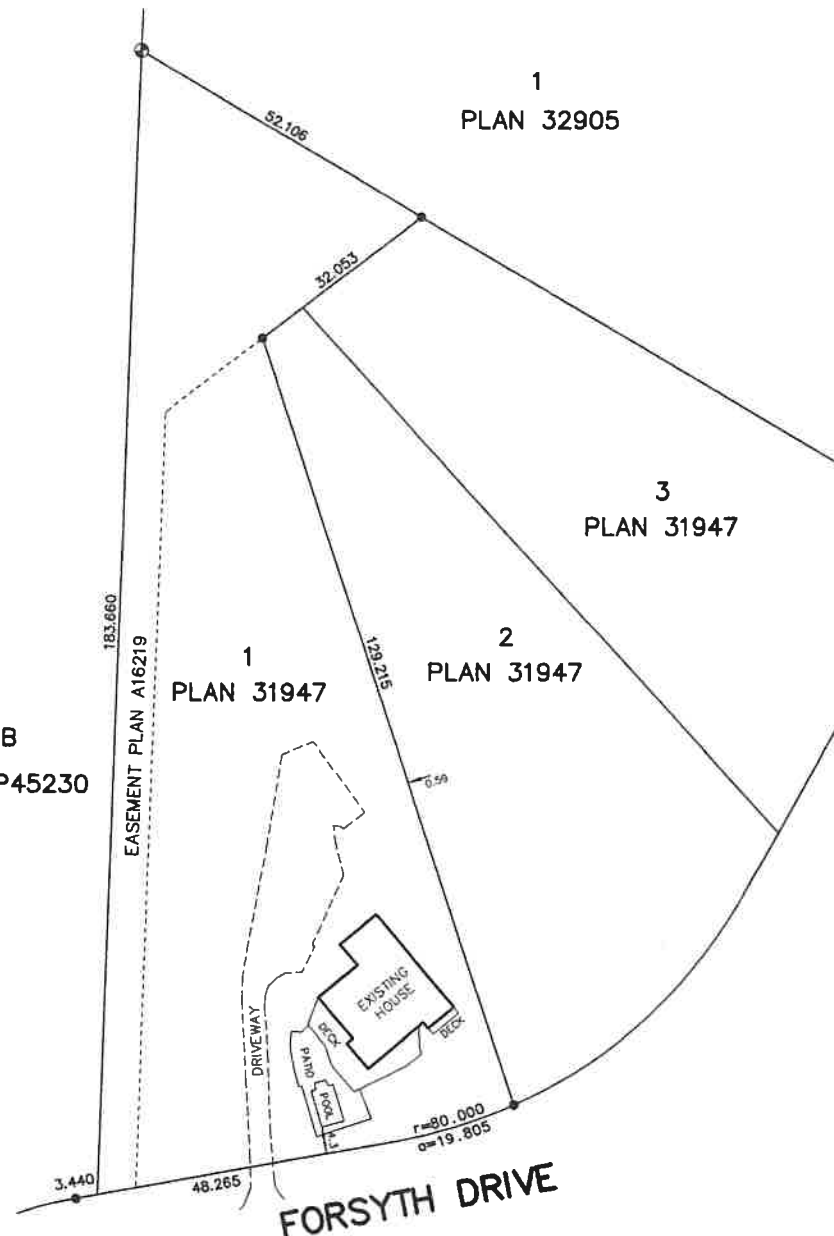 1
PLAN 32905
52.106
32.053
3
PLAN 31947
183.660
EASEMENT PLAN A16219
1
PLAN 31947
129.215
2
PLAN 31947
B
P45230
0.59
EXISTING
HOUSE
DECK
DECK
DRIVEWAY
PATIO
POOL
4.3
r=80.000
a=19.805
3.440
48.265
FORSYTH DRIVE